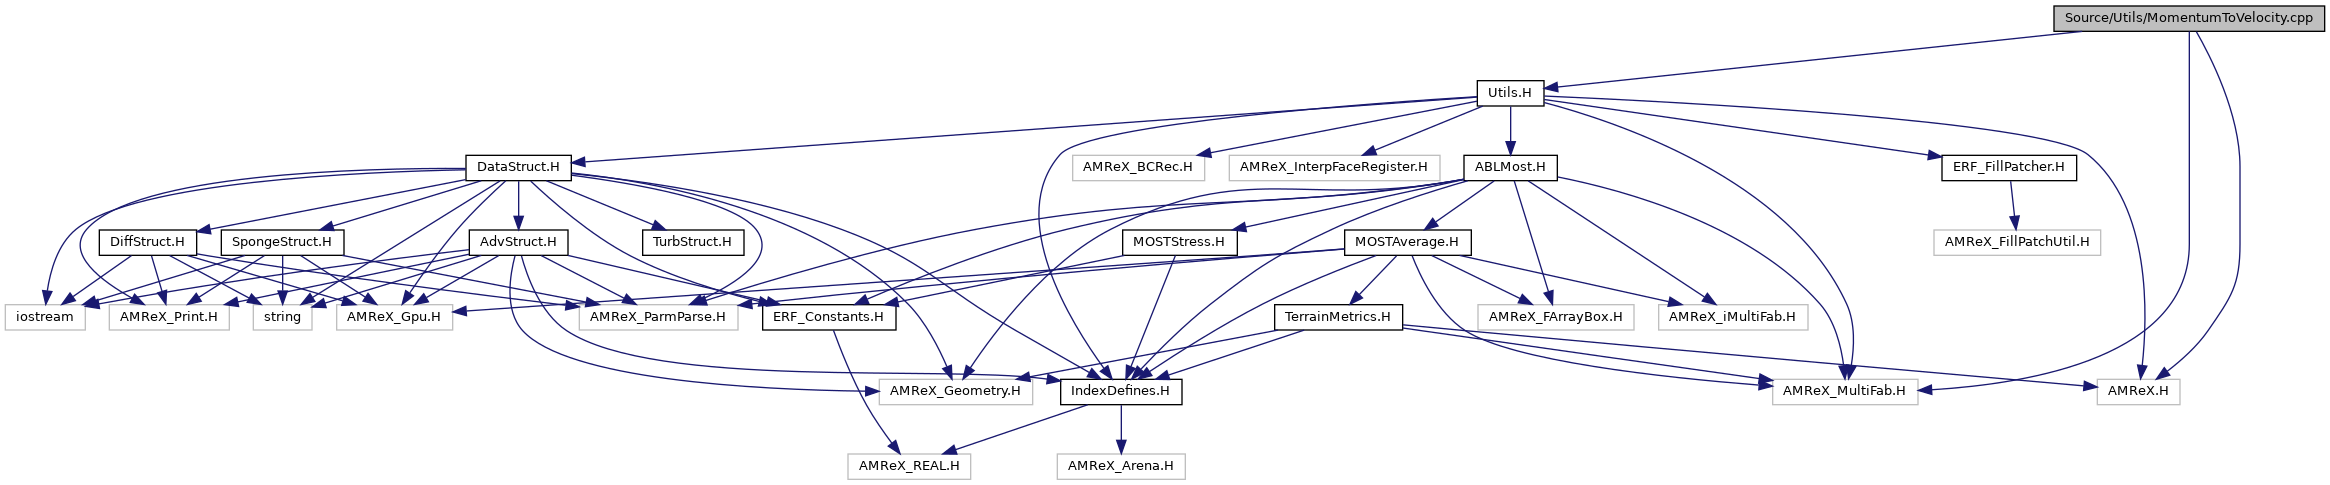 Source/Utils/MomentumToVelocity.cpp
Utils.H
DataStruct.H
AMReX_BCRec.H
AMReX_InterpFaceRegister.H
ABLMost.H
ERF_FillPatcher.H
DiffStruct.H
SpongeStruct.H
AdvStruct.H
TurbStruct.H
MOSTStress.H
MOSTAverage.H
AMReX_FillPatchUtil.H
iostream
AMReX_Print.H
string
AMReX_Gpu.H
AMReX_ParmParse.H
ERF_Constants.H
TerrainMetrics.H
AMReX_FArrayBox.H
AMReX_iMultiFab.H
AMReX_Geometry.H
IndexDefines.H
AMReX_MultiFab.H
AMReX.H
AMReX_REAL.H
AMReX_Arena.H